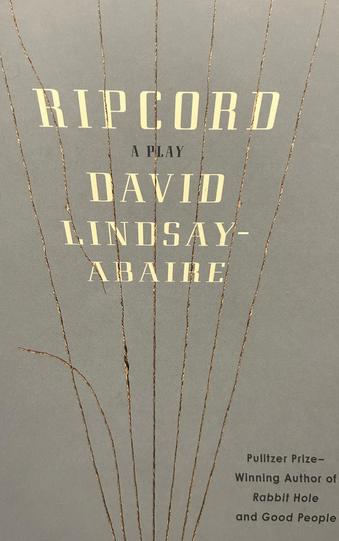 RIPCORD
A PLAY
DAVID
LINDSAY-
ABAIRE
Pulitzer Prize–
Winning Author of
Rabbit Hole
and Good People